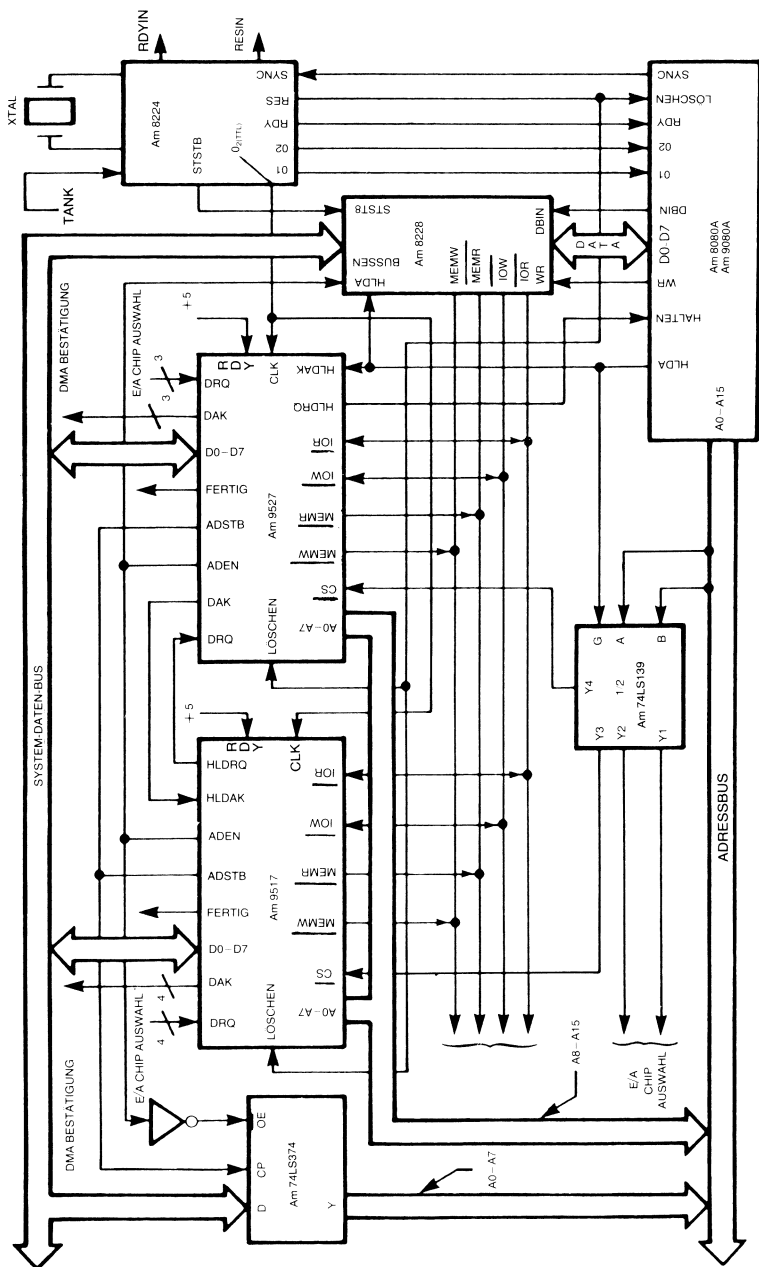 SYSTEM-DATEN-BUS
DMA BESTÄTIGUNG
E/A CHIP AUSWAHL
+5
3
3
TANK
XTAL
Am 8224
STSTB
O2(TTL)
RDYIN
RESIN
SYNC
RES
RDY
02
01
Am 8228
STST8
BUSSEN
HLDA
MEMW
MEMR
IOW
IOR
WR
DBIN
D
A
T
A
Am 8080A
Am 9080A
SYNC
LÖSCHEN
RDY
02
01
DBIN
D0-D7
WR
HALTEN
HLDA
A0-A15
Am 9527
R
D
Y
CLK
DRQ
DAK
D0-D7
FERTIG
ADSTB
ADEN
DAK
DRQ
LÖSCHEN
HLDAK
HLDRQ
IOR
IOW
MEMR
MEMW
CS
A0-A7
+5
Am 9517
R
D
Y
CLK
HLDRQ
HLDAK
ADEN
ADSTB
FERTIG
D0-D7
DAK
DRQ
LÖSCHEN
IOR
IOW
MEMR
MEMW
CS
A0-A7
4
4
E/A CHIP AUSWAHL
DMA BESTÄTIGUNG
Am 74LS374
OE
CP
D
Y
Am 74LS139
1/2
G
A
B
Y4
Y3
Y2
Y1
E/A
CHIP
AUSWAHL
A8-A15
A0-A7
ADRESSBUS